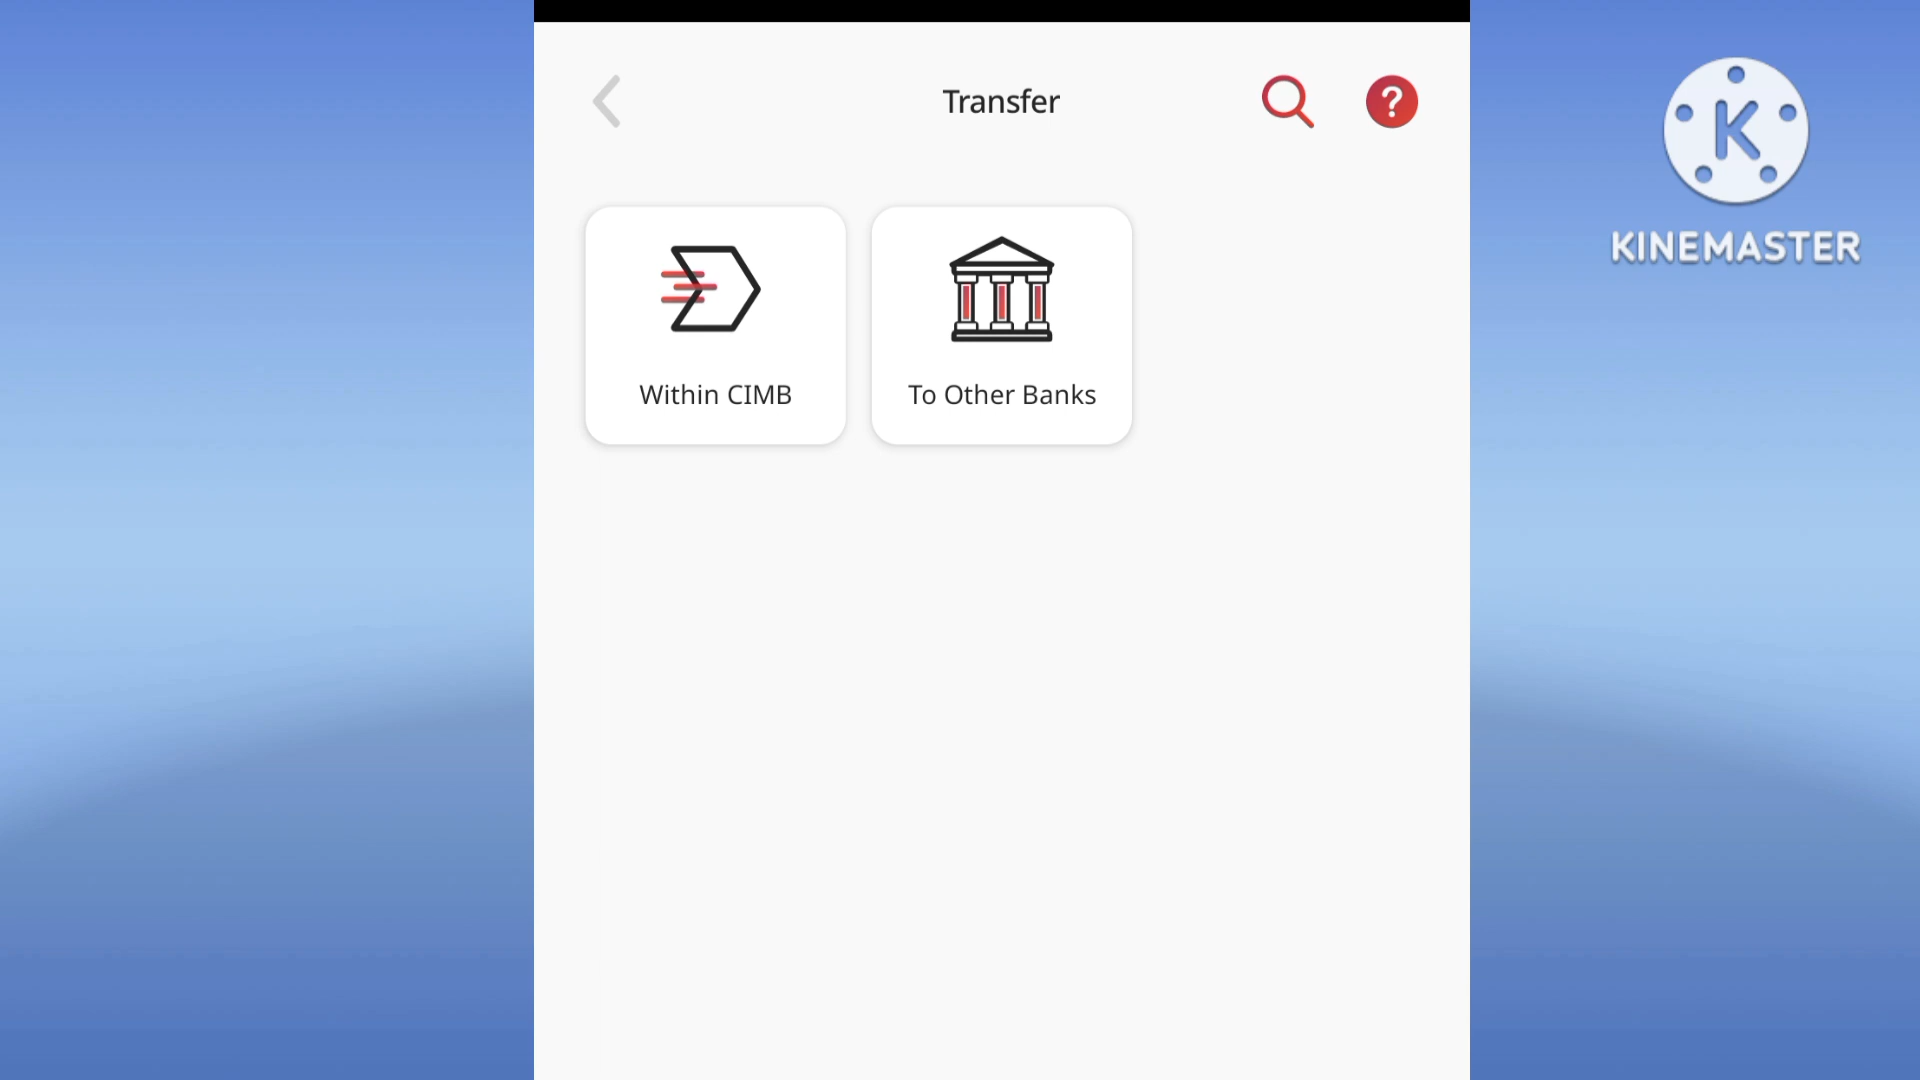 Transfer
?
K
KINEMASTER
Within CIMB
To Other Banks